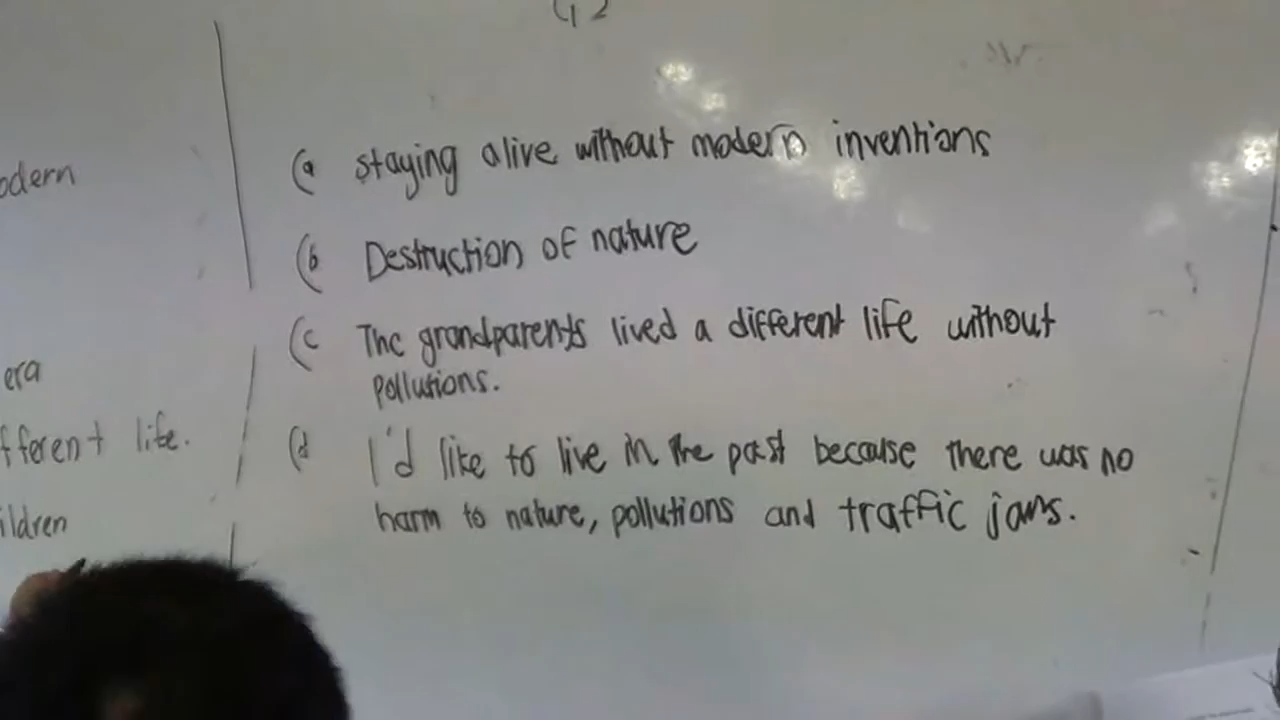 G2
odern
era
fferent life.
ildren
(a staying alive without modern inventions
(b Destruction of nature
(c The grandparents lived a different life without
pollutions.
(d I'd like to live in the past because there was no
harm to nature, pollutions and traffic jams.